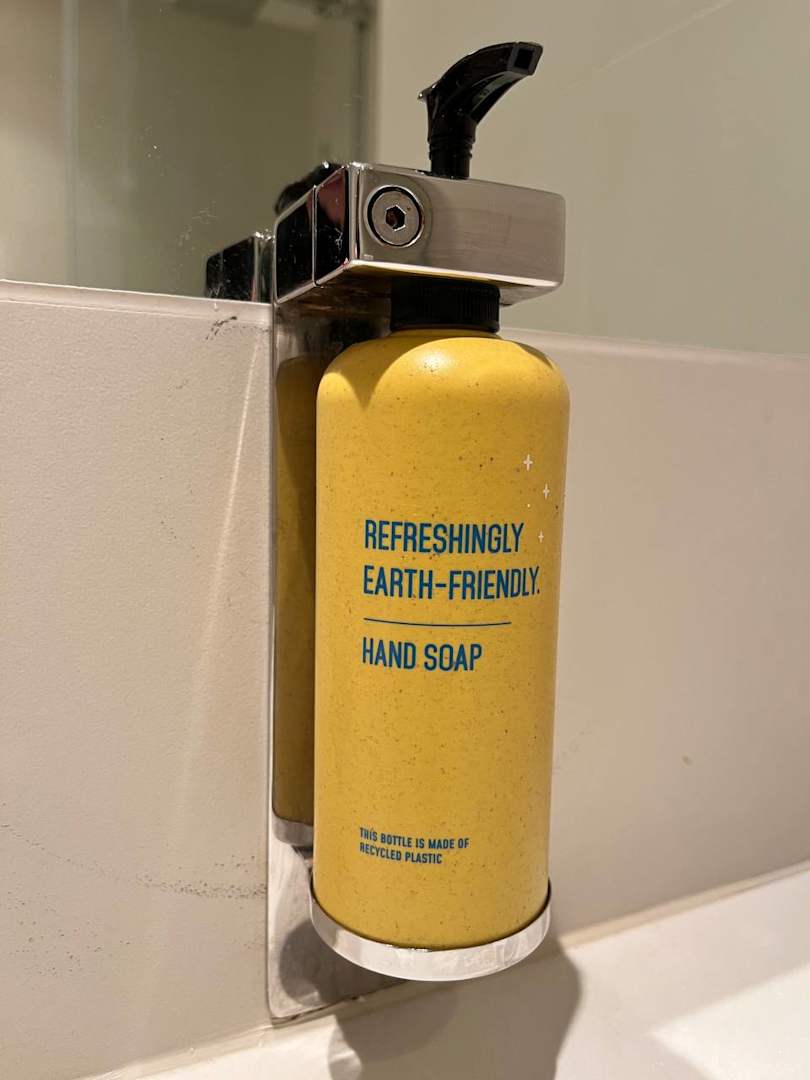 REFRESHINGLY
EARTH-FRIENDLY.
HAND SOAP
THIS BOTTLE IS MADE OF
RECYCLED PLASTIC